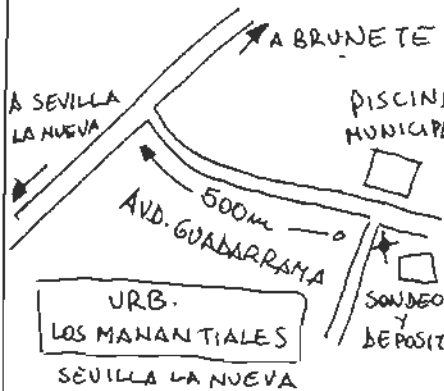 A BRUNETE
A SEVILLA
LA NUEVA
PISCIN
MUNICIP
500m
AVD. GUADARRAMA
URB.
LOS MANANTIALES
SEVILLA LA NUEVA
SONDEO
Y
DEPOSIT